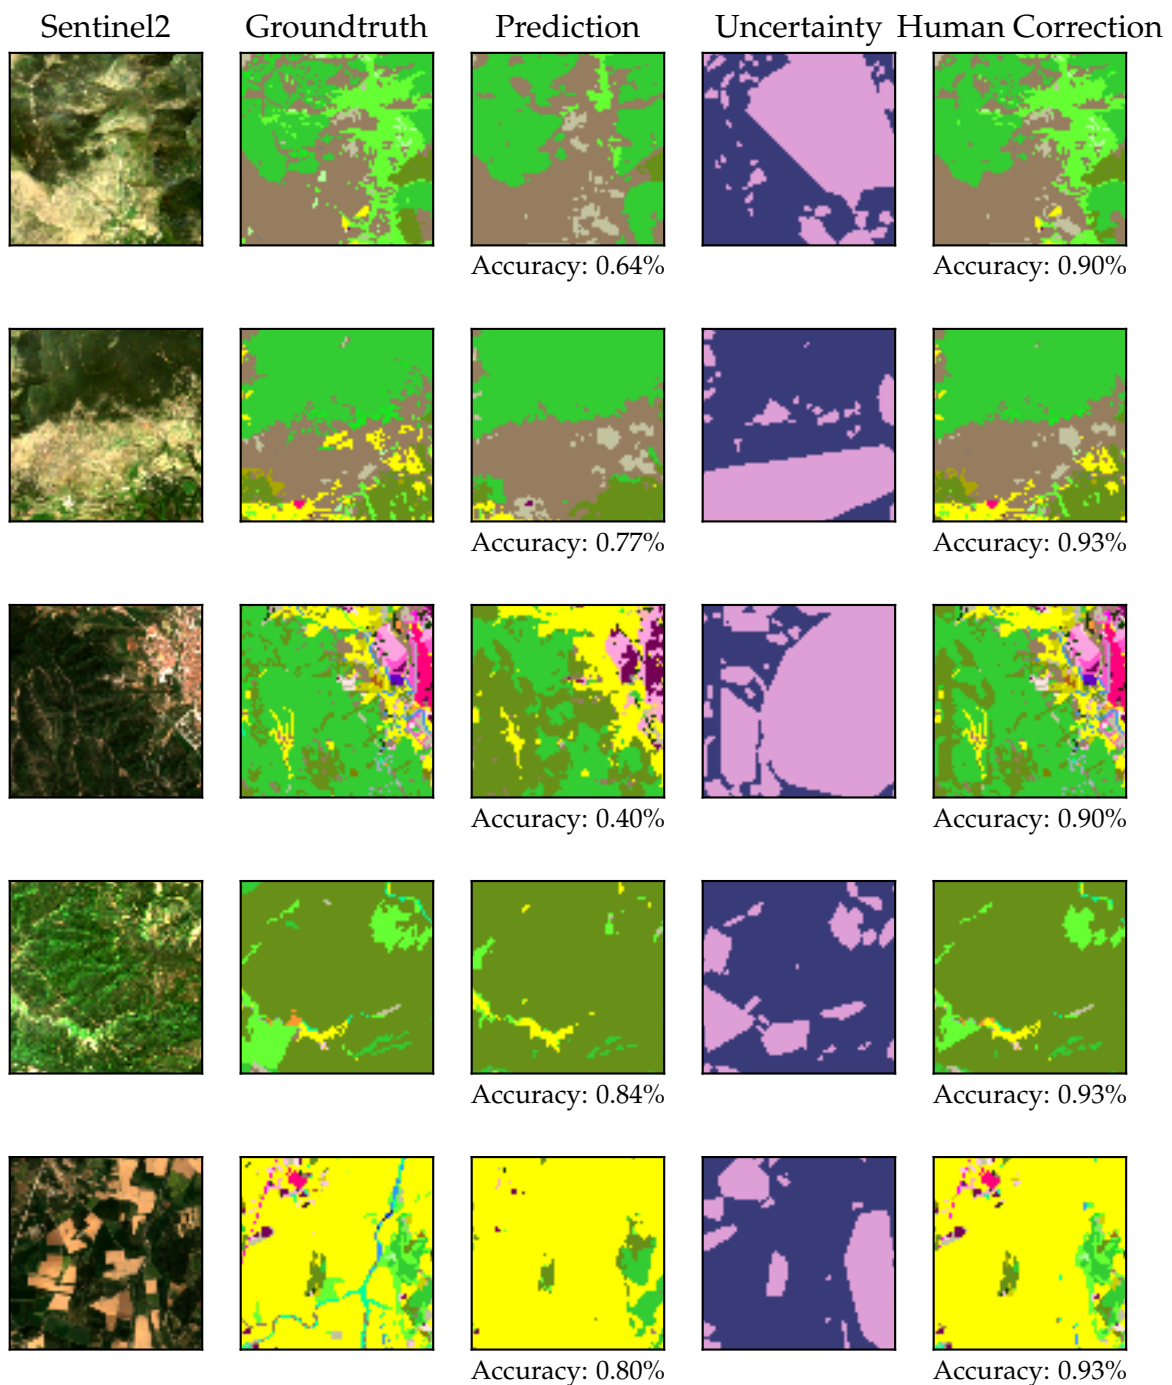 Sentinel2 Groundtruth Prediction Uncertainty Human Correction
Accuracy: 0.64% Accuracy: 0.90%
Accuracy: 0.77% Accuracy: 0.93%
Accuracy: 0.40% Accuracy: 0.90%
Accuracy: 0.84% Accuracy: 0.93%
Accuracy: 0.80% Accuracy: 0.93%